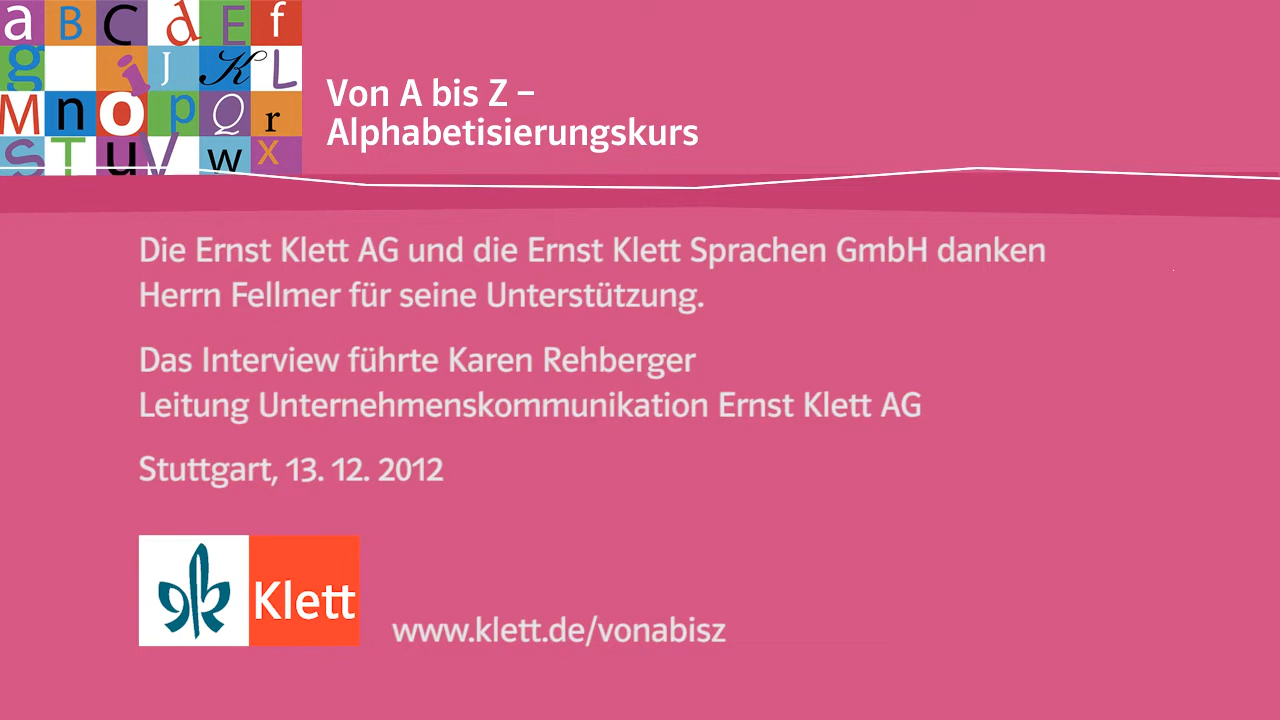 a B C d E f
g i J K L
M n o p Q r
S T u V w x
Von A bis Z –
Alphabetisierungskurs
Die Ernst Klett AG und die Ernst Klett Sprachen GmbH danken
Herrn Fellmer für seine Unterstützung.
Das Interview führte Karen Rehberger
Leitung Unternehmenskommunikation Ernst Klett AG
Stuttgart, 13. 12. 2012
Klett
www.klett.de/vonabisz